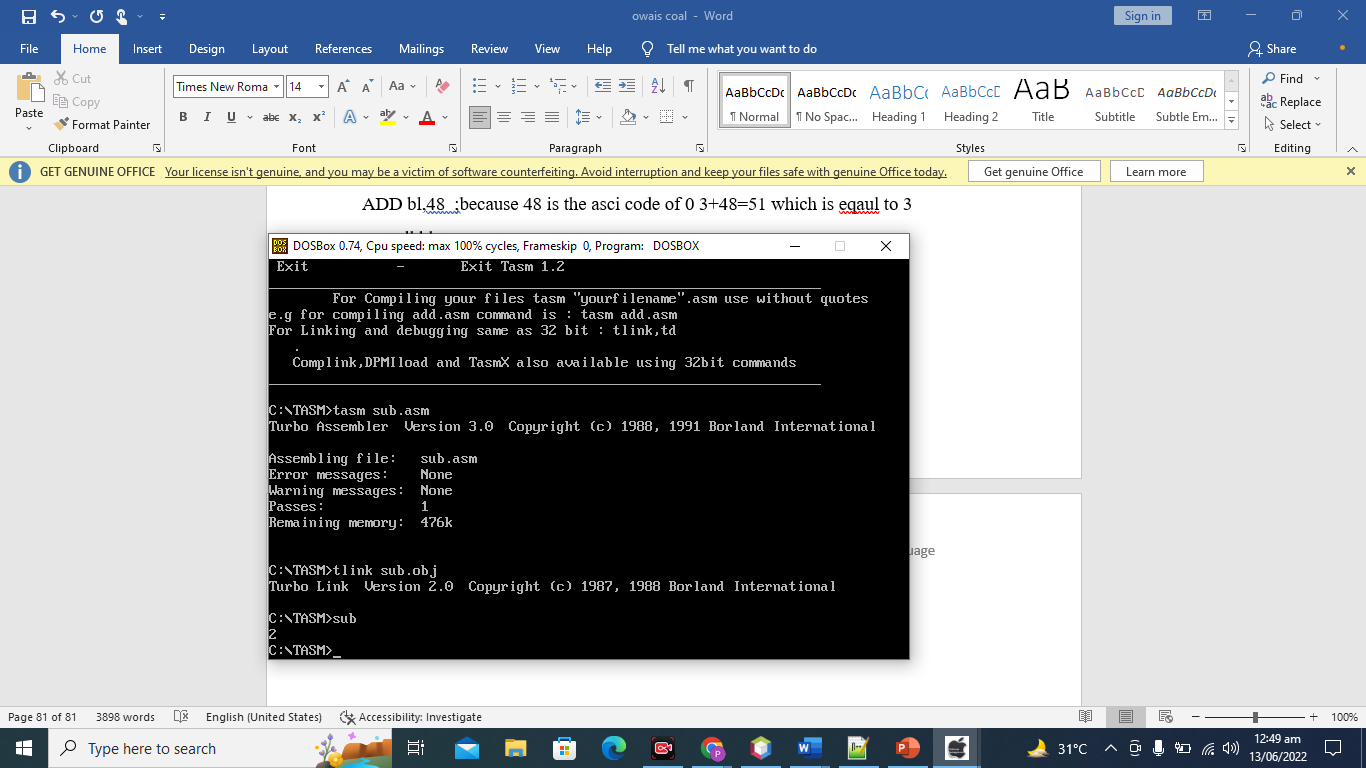 owais coal - Word
Sign in
File Home Insert Design Layout References Mailings Review View Help Tell me what you want to do Share
Paste
Cut
Copy
Format Painter
Clipboard
Times New Roma 14
Font
Paragraph
AaBbCcDc AaBbCcDc AaBbCc AaBbCcE AaB AaBbCcD AaBbCcDc
¶ Normal ¶ No Spac... Heading 1 Heading 2 Title Subtitle Subtle Em...
Styles
Find
Replace
Select
Editing
GET GENUINE OFFICE Your license isn't genuine, and you may be a victim of software counterfeiting. Avoid interruption and keep your files safe with genuine Office today. Get genuine Office Learn more
ADD bl,48 ;because 48 is the asci code of 0 3+48=51 which is eqaul to 3
DOSBox 0.74, Cpu speed: max 100% cycles, Frameskip 0, Program: DOSBOX
Exit - Exit Tasm 1.2
For Compiling your files tasm "yourfilename".asm use without quotes
e.g for compiling add.asm command is : tasm add.asm
For Linking and debugging same as 32 bit : tlink,td
.
Complink,DPMIload and TasmX also available using 32bit commands
C:\TASM>tasm sub.asm
Turbo Assembler Version 3.0 Copyright (c) 1988, 1991 Borland International
Assembling file: sub.asm
Error messages: None
Warning messages: None
Passes: 1
Remaining memory: 476k
C:\TASM>tlink sub.obj
Turbo Link Version 2.0 Copyright (c) 1987, 1988 Borland International
C:\TASM>sub
2
C:\TASM>_
uage
Page 81 of 81 3898 words English (United States) Accessibility: Investigate 100%
Type here to search
31°C
12:49 am
13/06/2022